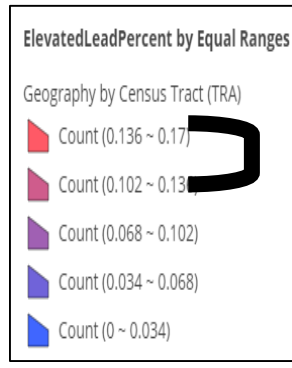 ElevatedLeadPercent by Equal Ranges
Geography by Census Tract (TRA)
Count (0.136 ~ 0.17)
Count (0.102 ~ 0.136
Count (0.068 ~ 0.102)
Count (0.034 ~ 0.068)
Count (0 ~ 0.034)